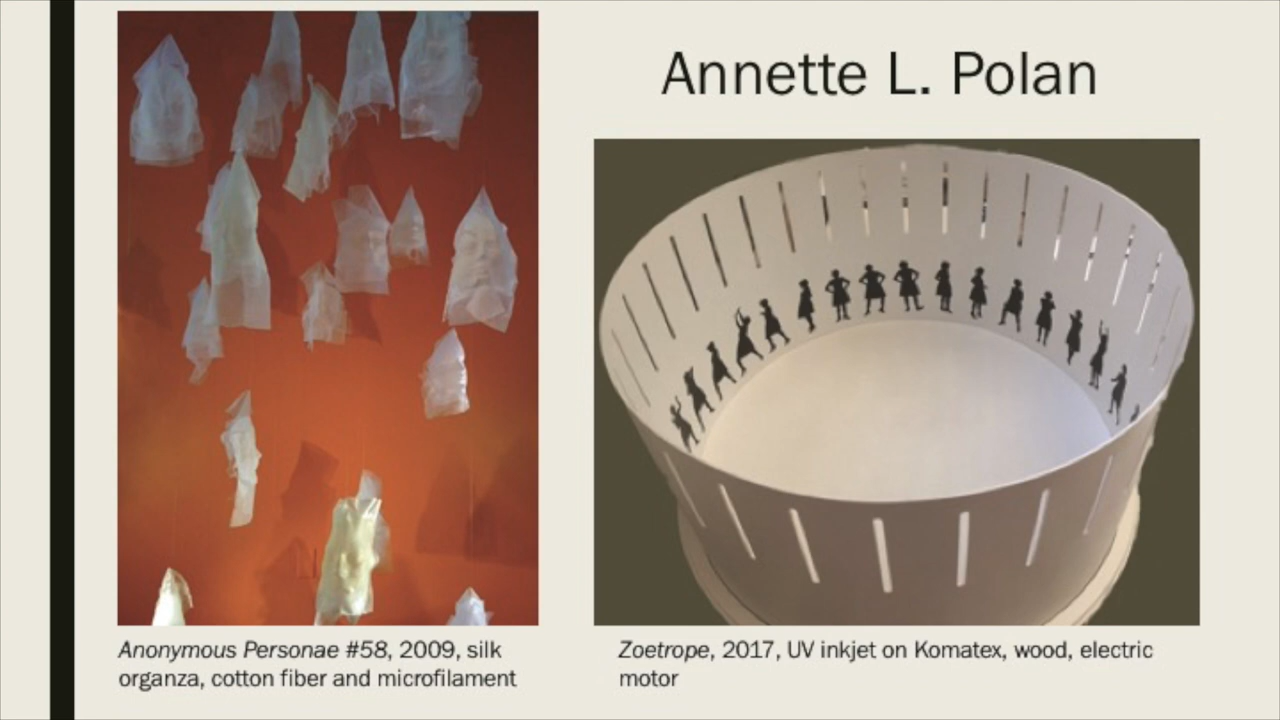 Annette L. Polan
Anonymous Personae #58, 2009, silk
organza, cotton fiber and microfilament
Zoetrope, 2017, UV inkjet on Komatex, wood, electric
motor